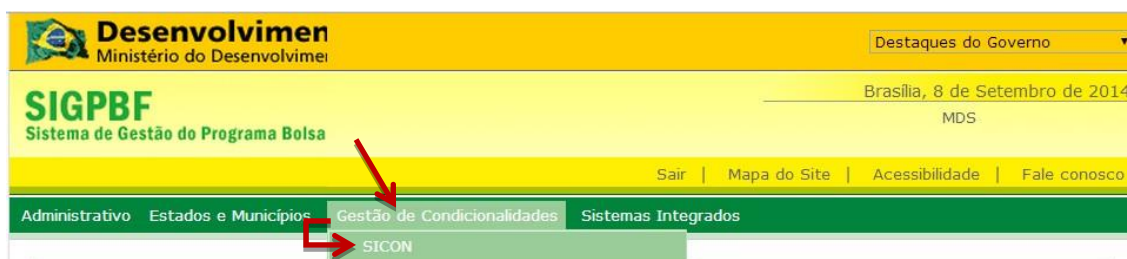 Desenvolvimen
Ministério do Desenvolvimei
Destaques do Governo
SIGPBF
Sistema de Gestão do Programa Bolsa
Brasília, 8 de Setembro de 2014
MDS
Sair | Mapa do Site | Acessibilidade | Fale conosco
Administrativo Estados e Municípios Gestão de Condicionalidades Sistemas Integrados
SICON